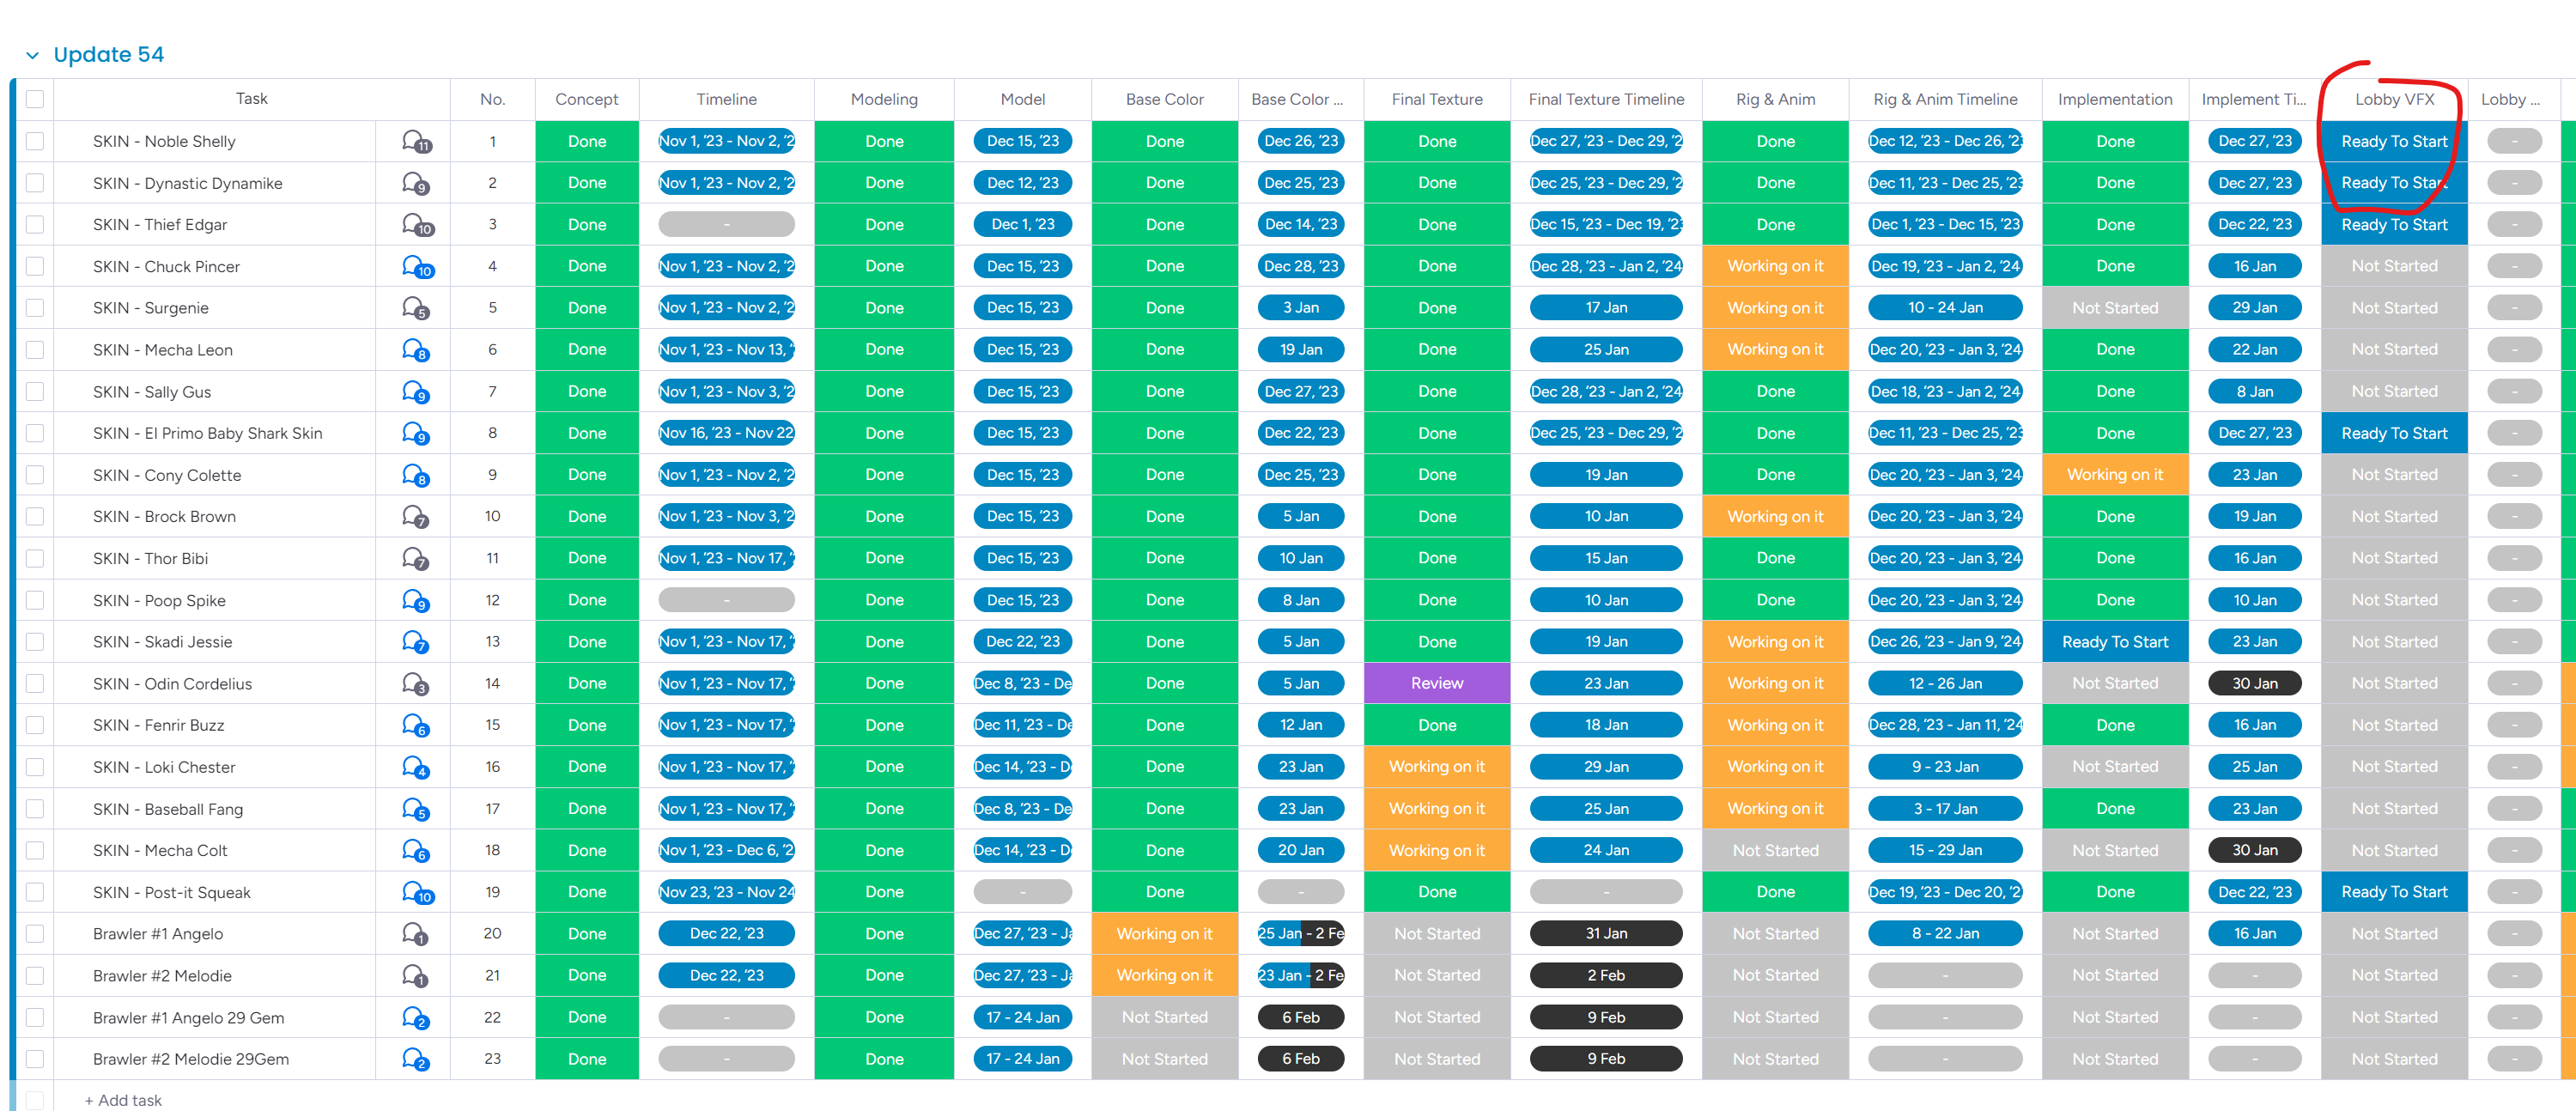 Update 54
Task No. Concept Timeline Modeling Model Base Color Base Color ... Final Texture Final Texture Timeline Rig & Anim Rig & Anim Timeline Implementation Implement Ti... Lobby VFX Lobby ...
SKIN - Noble Shelly 11 1 Done Nov 1, '23 - Nov 2, '2 Done Dec 15, '23 Done Dec 26, '23 Done Dec 27, '23 - Dec 29, '2 Done Dec 12, '23 - Dec 26, '23 Done Dec 27, '23 Ready To Start -
SKIN - Dynastic Dynamike 9 2 Done Nov 1, '23 - Nov 2, '2 Done Dec 12, '23 Done Dec 25, '23 Done Dec 25, '23 - Dec 29, '2 Done Dec 11, '23 - Dec 25, '23 Done Dec 27, '23 Ready To Start -
SKIN - Thief Edgar 10 3 Done - Done Dec 1, '23 Done Dec 14, '23 Done Dec 15, '23 - Dec 19, '23 Done Dec 1, '23 - Dec 15, '23 Done Dec 22, '23 Ready To Start -
SKIN - Chuck Pincer 10 4 Done Nov 1, '23 - Nov 2, '2 Done Dec 15, '23 Done Dec 28, '23 Done Dec 28, '23 - Jan 2, '24 Working on it Dec 19, '23 - Jan 2, '24 Done 16 Jan Not Started -
SKIN - Surgenie 5 5 Done Nov 1, '23 - Nov 2, '2 Done Dec 15, '23 Done 3 Jan Done 17 Jan Working on it 10 - 24 Jan Not Started 29 Jan Not Started -
SKIN - Mecha Leon 8 6 Done Nov 1, '23 - Nov 13, ' Done Dec 15, '23 Done 19 Jan Done 25 Jan Working on it Dec 20, '23 - Jan 3, '24 Done 22 Jan Not Started -
SKIN - Sally Gus 9 7 Done Nov 1, '23 - Nov 3, '2 Done Dec 15, '23 Done Dec 27, '23 Done Dec 28, '23 - Jan 2, '24 Done Dec 18, '23 - Jan 2, '24 Done 8 Jan Not Started -
SKIN - El Primo Baby Shark Skin 9 8 Done Nov 16, '23 - Nov 22 Done Dec 15, '23 Done Dec 22, '23 Done Dec 25, '23 - Dec 29, '2 Done Dec 11, '23 - Dec 25, '23 Done Dec 27, '23 Ready To Start -
SKIN - Cony Colette 8 9 Done Nov 1, '23 - Nov 2, '2 Done Dec 15, '23 Done Dec 25, '23 Done 19 Jan Done Dec 20, '23 - Jan 3, '24 Working on it 23 Jan Not Started -
SKIN - Brock Brown 7 10 Done Nov 1, '23 - Nov 3, '2 Done Dec 15, '23 Done 5 Jan Done 10 Jan Working on it Dec 20, '23 - Jan 3, '24 Done 19 Jan Not Started -
SKIN - Thor Bibi 7 11 Done Nov 1, '23 - Nov 17, ' Done Dec 15, '23 Done 10 Jan Done 15 Jan Done Dec 20, '23 - Jan 3, '24 Done 16 Jan Not Started -
SKIN - Poop Spike 9 12 Done - Done Dec 15, '23 Done 8 Jan Done 10 Jan Done Dec 20, '23 - Jan 3, '24 Done 10 Jan Not Started -
SKIN - Skadi Jessie 7 13 Done Nov 1, '23 - Nov 17, ' Done Dec 22, '23 Done 5 Jan Done 19 Jan Working on it Dec 26, '23 - Jan 9, '24 Ready To Start 23 Jan Not Started -
SKIN - Odin Cordelius 3 14 Done Nov 1, '23 - Nov 17, ' Done Dec 8, '23 - De Done 5 Jan Review 23 Jan Working on it 12 - 26 Jan Not Started 30 Jan Not Started -
SKIN - Fenrir Buzz 6 15 Done Nov 1, '23 - Nov 17, ' Done Dec 11, '23 - De Done 12 Jan Done 18 Jan Working on it Dec 28, '23 - Jan 11, '24 Done 16 Jan Not Started -
SKIN - Loki Chester 4 16 Done Nov 1, '23 - Nov 17, ' Done Dec 14, '23 - D Done 23 Jan Working on it 29 Jan Working on it 9 - 23 Jan Not Started 25 Jan Not Started -
SKIN - Baseball Fang 5 17 Done Nov 1, '23 - Nov 17, ' Done Dec 8, '23 - De Done 23 Jan Working on it 25 Jan Working on it 3 - 17 Jan Done 23 Jan Not Started -
SKIN - Mecha Colt 6 18 Done Nov 1, '23 - Dec 6, '2 Done Dec 14, '23 - D Done 20 Jan Working on it 24 Jan Not Started 15 - 29 Jan Not Started 30 Jan Not Started -
SKIN - Post-it Squeak 10 19 Done Nov 23, '23 - Nov 24 Done - Done - Done - Done Dec 19, '23 - Dec 20, '2 Done Dec 22, '23 Ready To Start -
Brawler #1 Angelo 1 20 Done Dec 22, '23 Done Dec 27, '23 - Ja Working on it 25 Jan - 2 Fe Not Started 31 Jan Not Started 8 - 22 Jan Not Started 16 Jan Not Started -
Brawler #2 Melodie 1 21 Done Dec 22, '23 Done Dec 27, '23 - Ja Working on it 23 Jan - 2 Fe Not Started 2 Feb Not Started - Not Started - Not Started -
Brawler #1 Angelo 29 Gem 2 22 Done - Done 17 - 24 Jan Not Started 6 Feb Not Started 9 Feb Not Started - Not Started - Not Started -
Brawler #2 Melodie 29Gem 2 23 Done - Done 17 - 24 Jan Not Started 6 Feb Not Started 9 Feb Not Started - Not Started - Not Started -
+ Add task